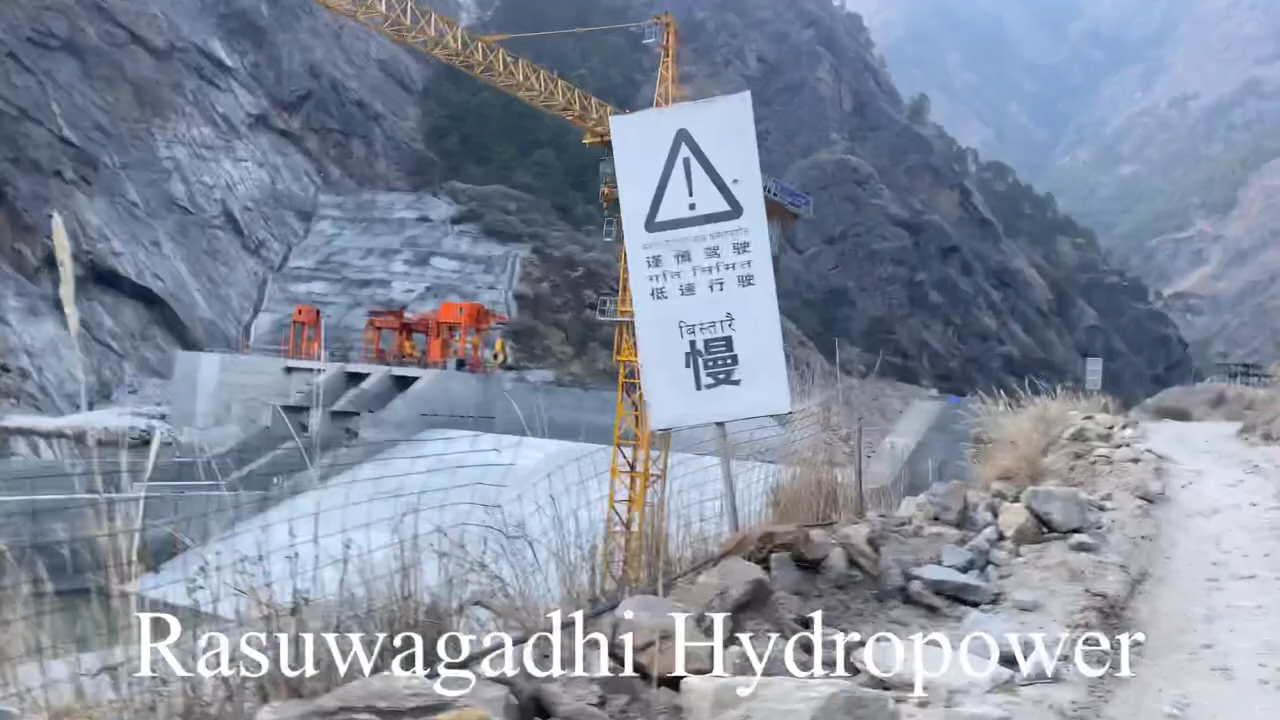 谨慎驾驶
गति सिमित
低速行驶
बिस्तारै
慢
Rasuwagadhi Hydropower